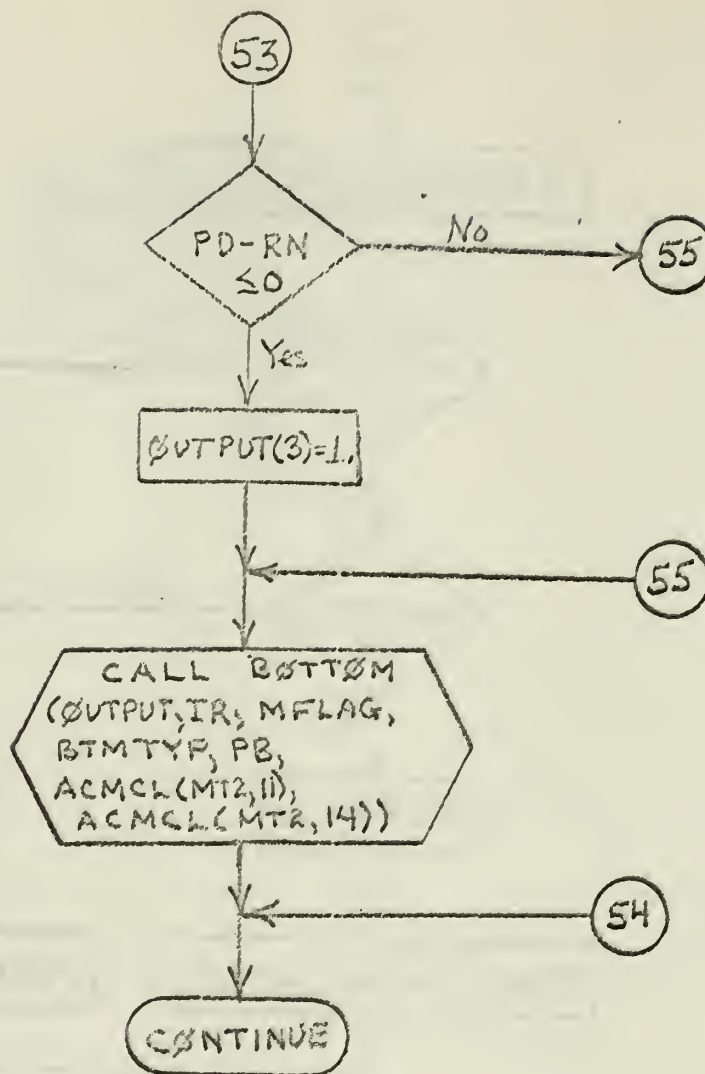 53
PD-RN
≤0
No
55
Yes
ØUTPUT(3)=1.
55
CALL BØTTØM
(ØUTPUT, IR, MFLAG,
BTMTYP, PB,
ACMCL(MT2,11),
ACMCL(MT2,14))
54
CØNTINUE